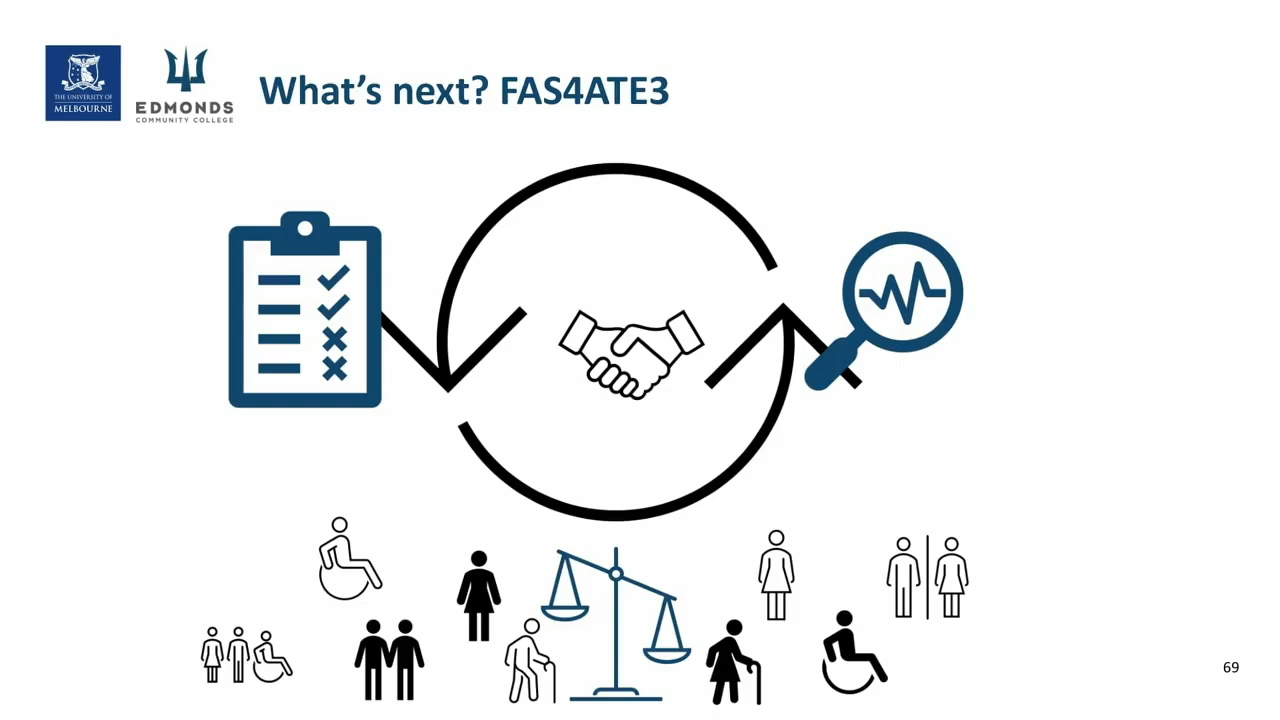 THE UNIVERSITY OF
MELBOURNE
EDMONDS
COMMUNITY COLLEGE
What's next? FAS4ATE3
69